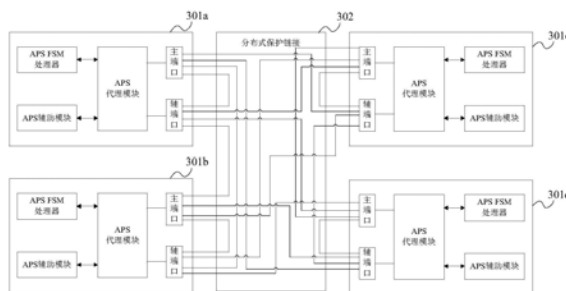 301a
302
301c
分布式保护链接
APS FSM
处理器
APS
代理模块
APS辅助模块
主端口
辅端口
主端口
辅端口
APS
代理模块
APS FSM
处理器
APS辅助模块
301b
APS FSM
处理器
APS
代理模块
APS辅助模块
主端口
辅端口
主端口
辅端口
APS
代理模块
APS FSM
处理器
APS辅助模块